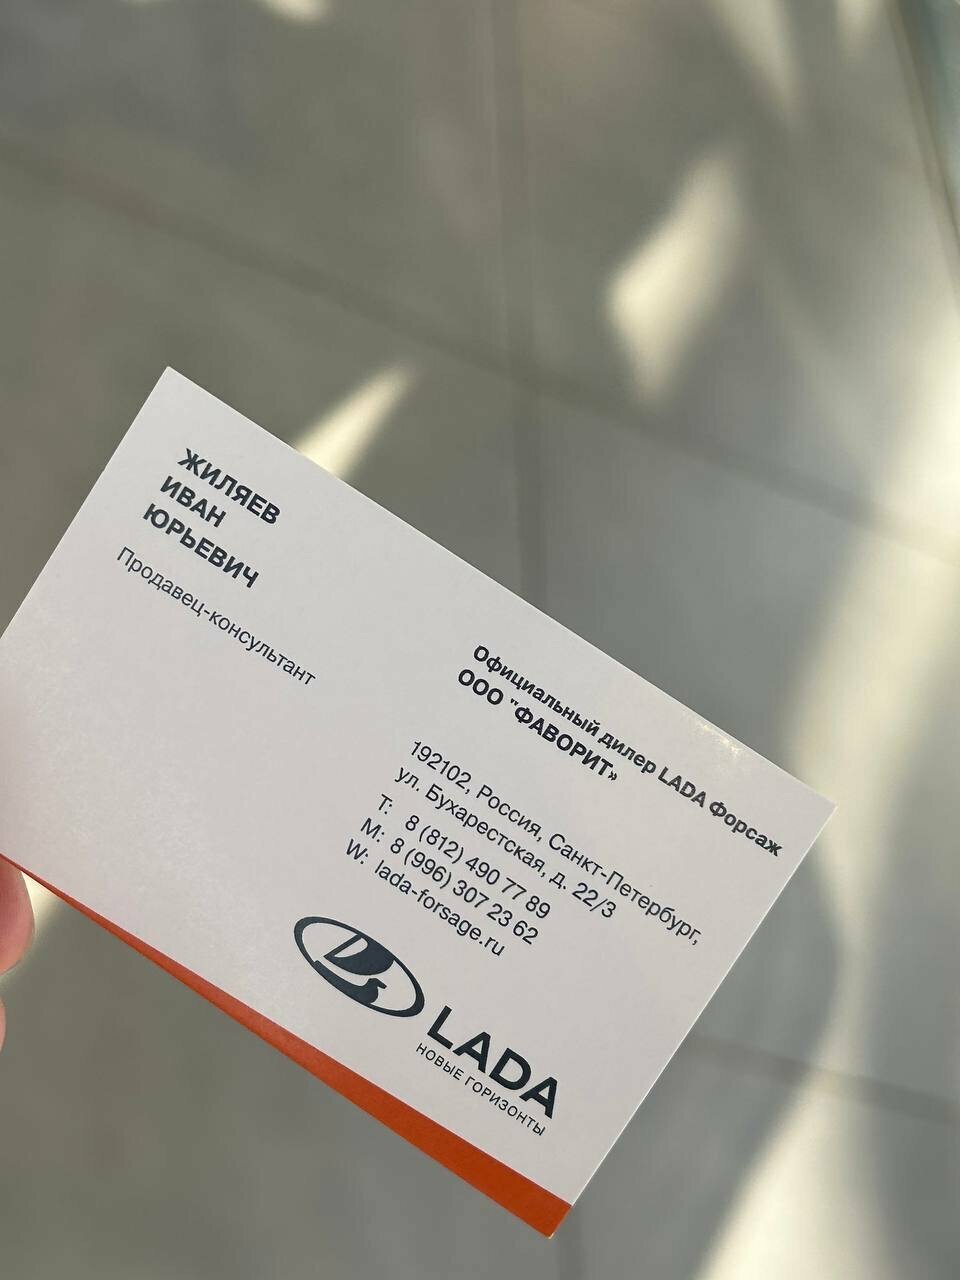 ЖИЛЯЕВ
ИВАН
ЮРЬЕВИЧ
Продавец-консультант
Официальный дилер LADA Форсаж
ООО "ФАВОРИТ»
192102, Россия, Санкт-Петербург,
ул. Бухарестская, д. 22/3
Т: 8 (812) 490 77 89
М: 8 (996) 307 23 62
W: lada-forsage.ru
LADA
НОВЫЕ ГОРИЗОНТЫ